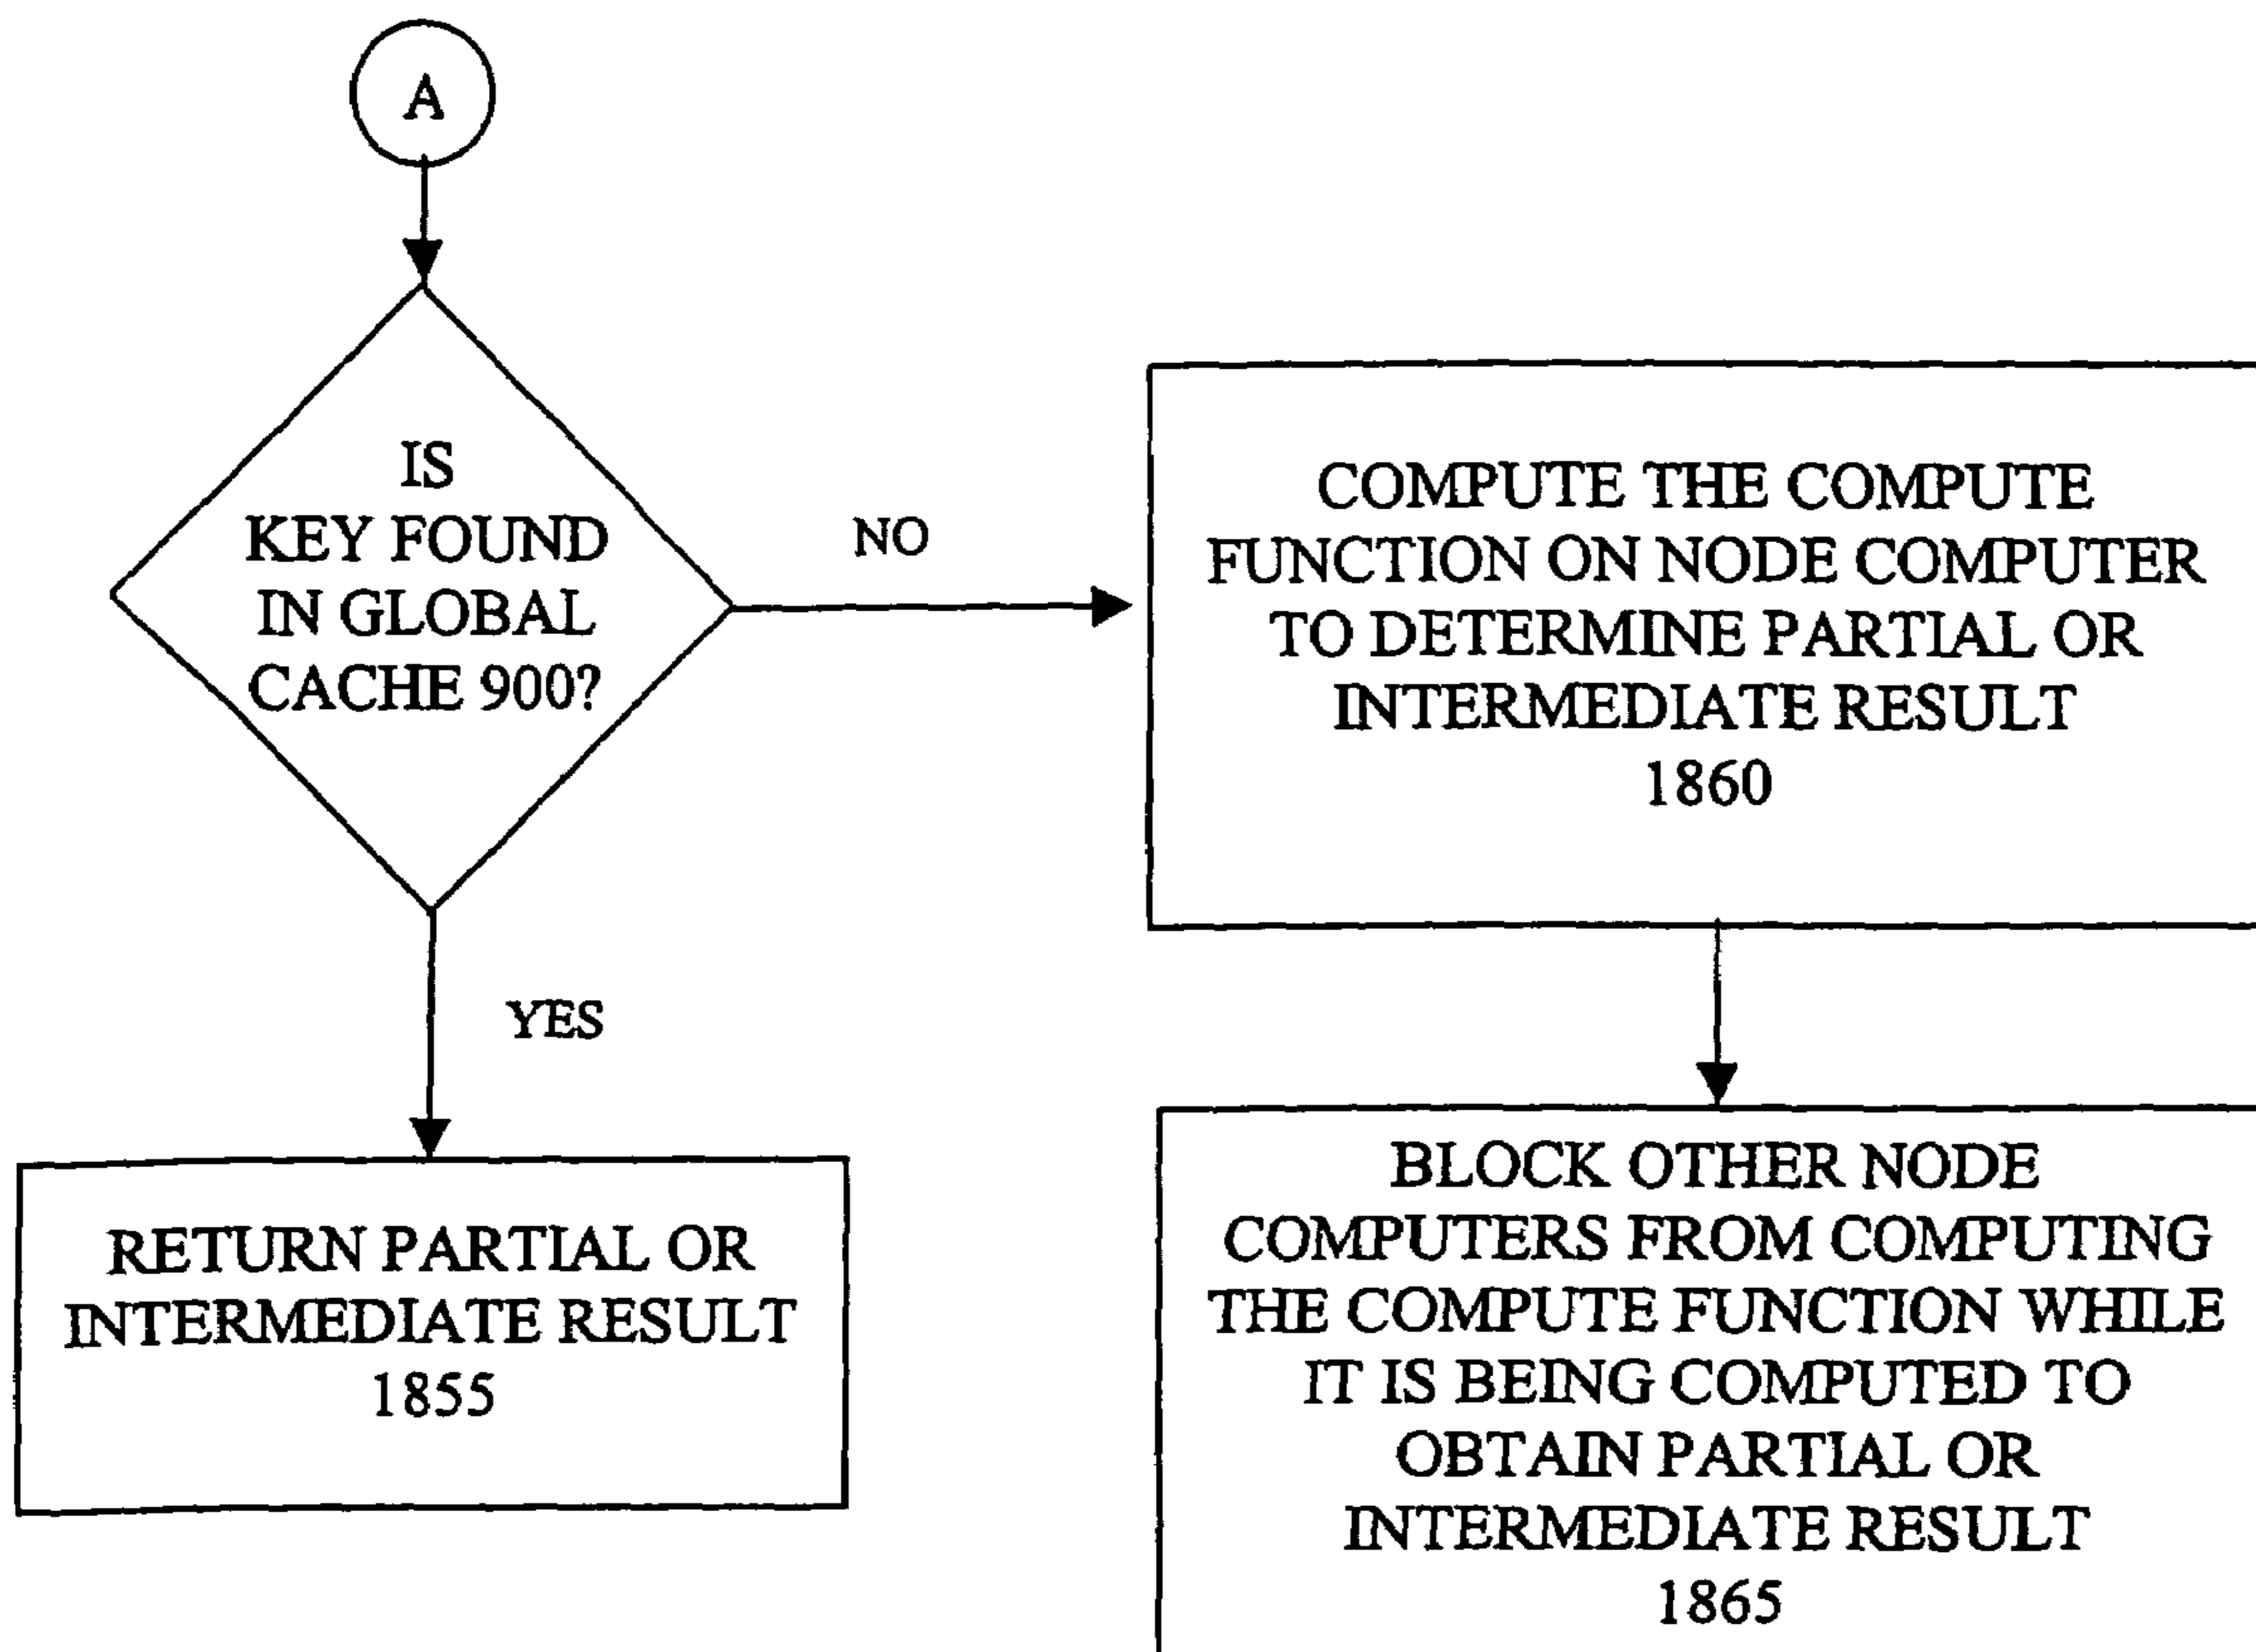 A
IS
KEY FOUND
IN GLOBAL
CACHE 900?
NO
COMPUTE THE COMPUTE
FUNCTION ON NODE COMPUTER
TO DETERMINE PARTIAL OR
INTERMEDIATE RESULT
1860
YES
RETURN PARTIAL OR
INTERMEDIATE RESULT
1855
BLOCK OTHER NODE
COMPUTERS FROM COMPUTING
THE COMPUTE FUNCTION WHILE
IT IS BEING COMPUTED TO
OBTAIN PARTIAL OR
INTERMEDIATE RESULT
1865